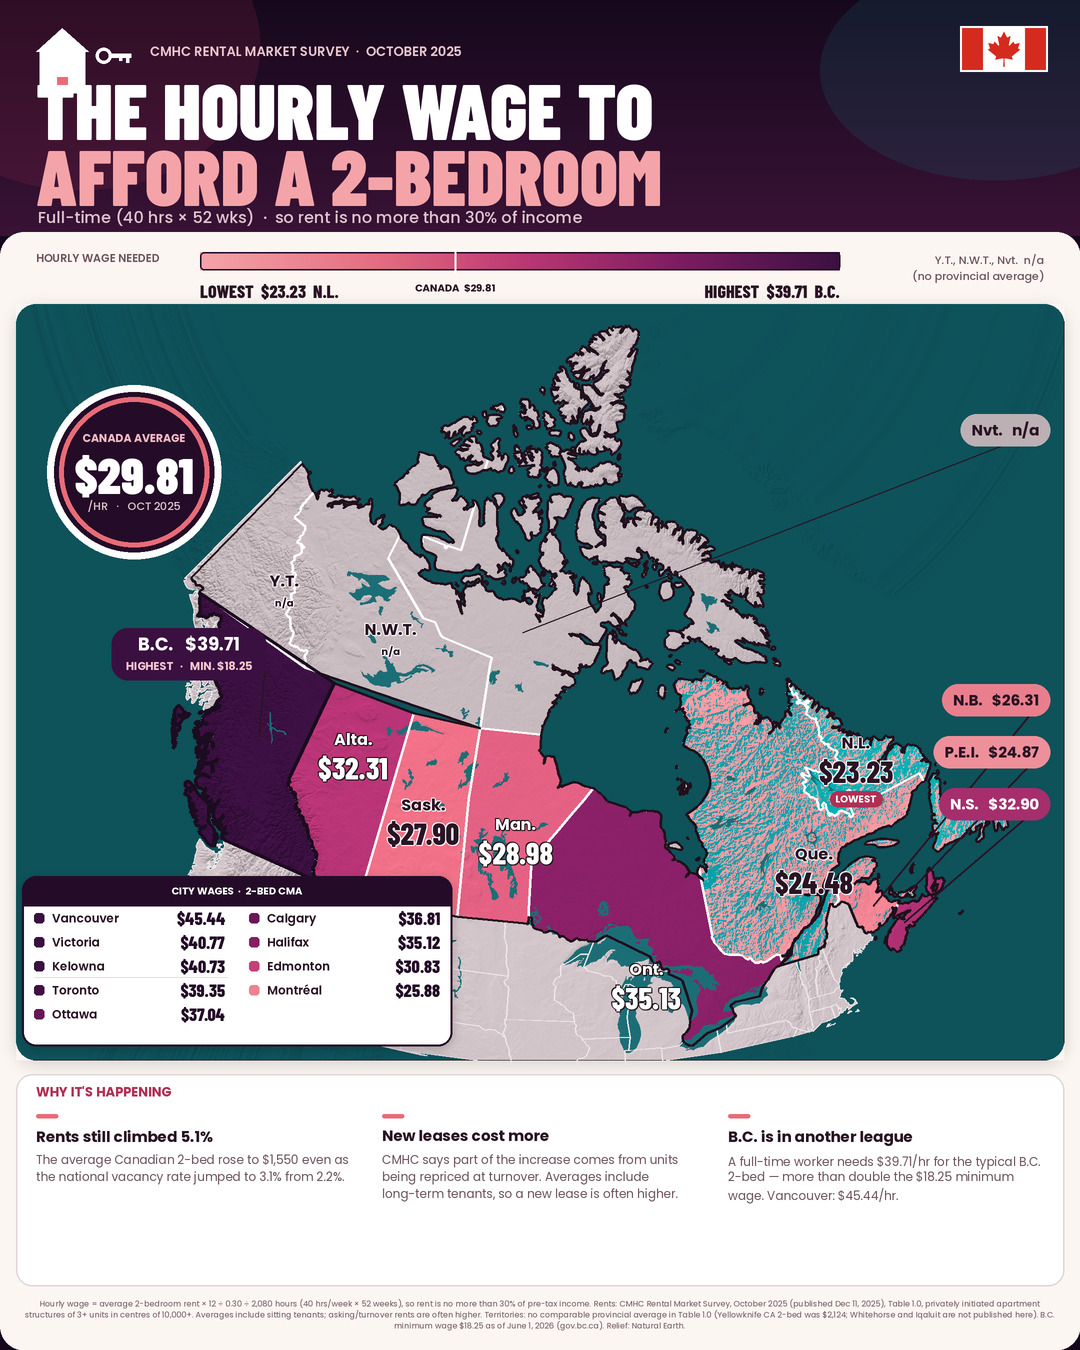 CMHC RENTAL MARKET SURVEY · OCTOBER 2025
THE HOURLY WAGE TO
AFFORD A 2-BEDROOM
Full-time (40 hrs × 52 wks) · so rent is no more than 30% of income
HOURLY WAGE NEEDED
LOWEST $23.23 N.L.
CANADA $29.81
HIGHEST $39.71 B.C.
Y.T., N.W.T., Nvt. n/a
(no provincial average)
CANADA AVERAGE
$29.81
/HR · OCT 2025
Nvt. n/a
Y.T.
n/a
N.W.T.
n/a
B.C. $39.71
HIGHEST · MIN. $18.25
N.B. $26.31
P.E.I. $24.87
N.S. $32.90
Alta.
$32.31
Sask.
$27.90
Man.
$28.98
N.L.
$23.23
LOWEST
Que.
$24.48
Ont.
$35.13
CITY WAGES · 2-BED CMA
Vancouver $45.44
Victoria $40.77
Kelowna $40.73
Toronto $39.35
Ottawa $37.04
Calgary $36.81
Halifax $35.12
Edmonton $30.83
Montréal $25.88
WHY IT'S HAPPENING
Rents still climbed 5.1%
The average Canadian 2-bed rose to $1,550 even as
the national vacancy rate jumped to 3.1% from 2.2%.
New leases cost more
CMHC says part of the increase comes from units
being repriced at turnover. Averages include
long-term tenants, so a new lease is often higher.
B.C. is in another league
A full-time worker needs $39.71/hr for the typical B.C.
2-bed — more than double the $18.25 minimum
wage. Vancouver: $45.44/hr.
Hourly wage = average 2-bedroom rent × 12 ÷ 0.30 ÷ 2,080 hours (40 hrs/week × 52 weeks), so rent is no more than 30% of pre-tax income. Rents: CMHC Rental Market Survey, October 2025 (published Dec 11, 2025), Table 1.0, privately initiated apartment
structures of 3+ units in centres of 10,000+. Averages include sitting tenants; asking/turnover rents are often higher. Territories: no comparable provincial average in Table 1.0 (Yellowknife CA 2-bed was $2,124; Whitehorse and Iqaluit are not published here). B.C.
minimum wage $18.25 as of June 1, 2026 (gov.bc.ca). Relief: Natural Earth.